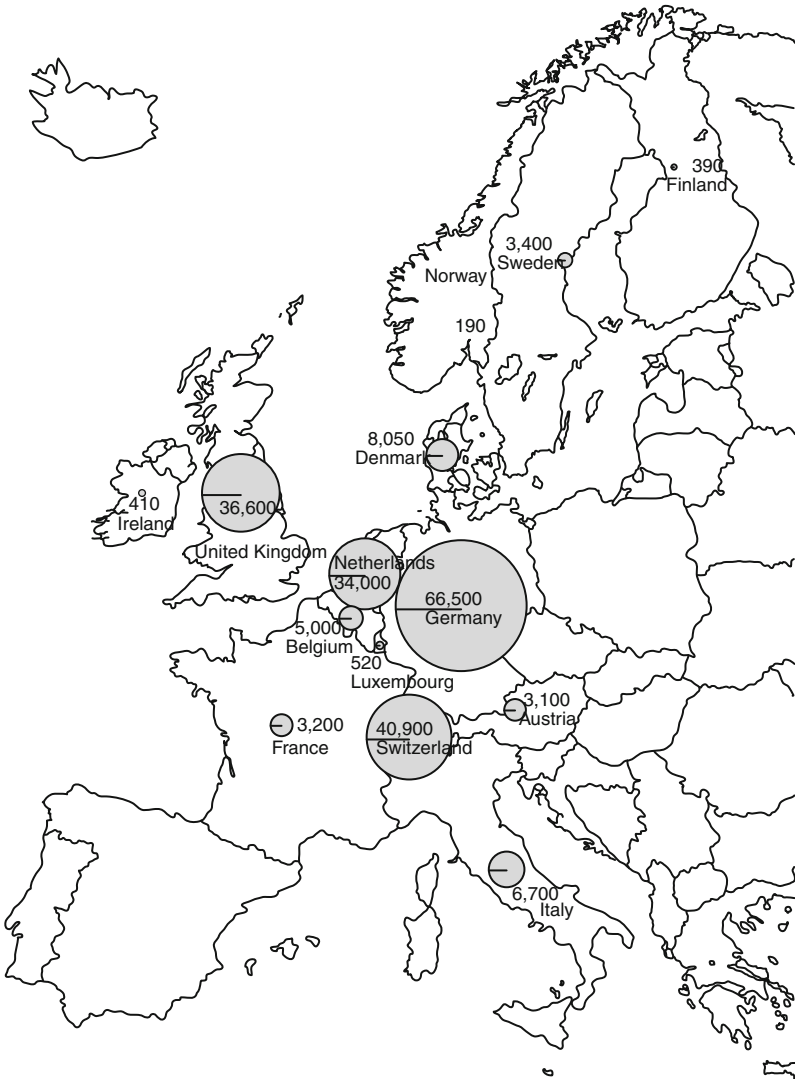 390
Finland
3,400
Sweden
Norway
190
8,050
Denmark
410
Ireland
36,600
United Kingdom
Netherlands
34,000
66,500
Germany
5,000
Belgium
520
Luxembourg
3,100
Austria
3,200
France
40,900
Switzerland
6,700
Italy